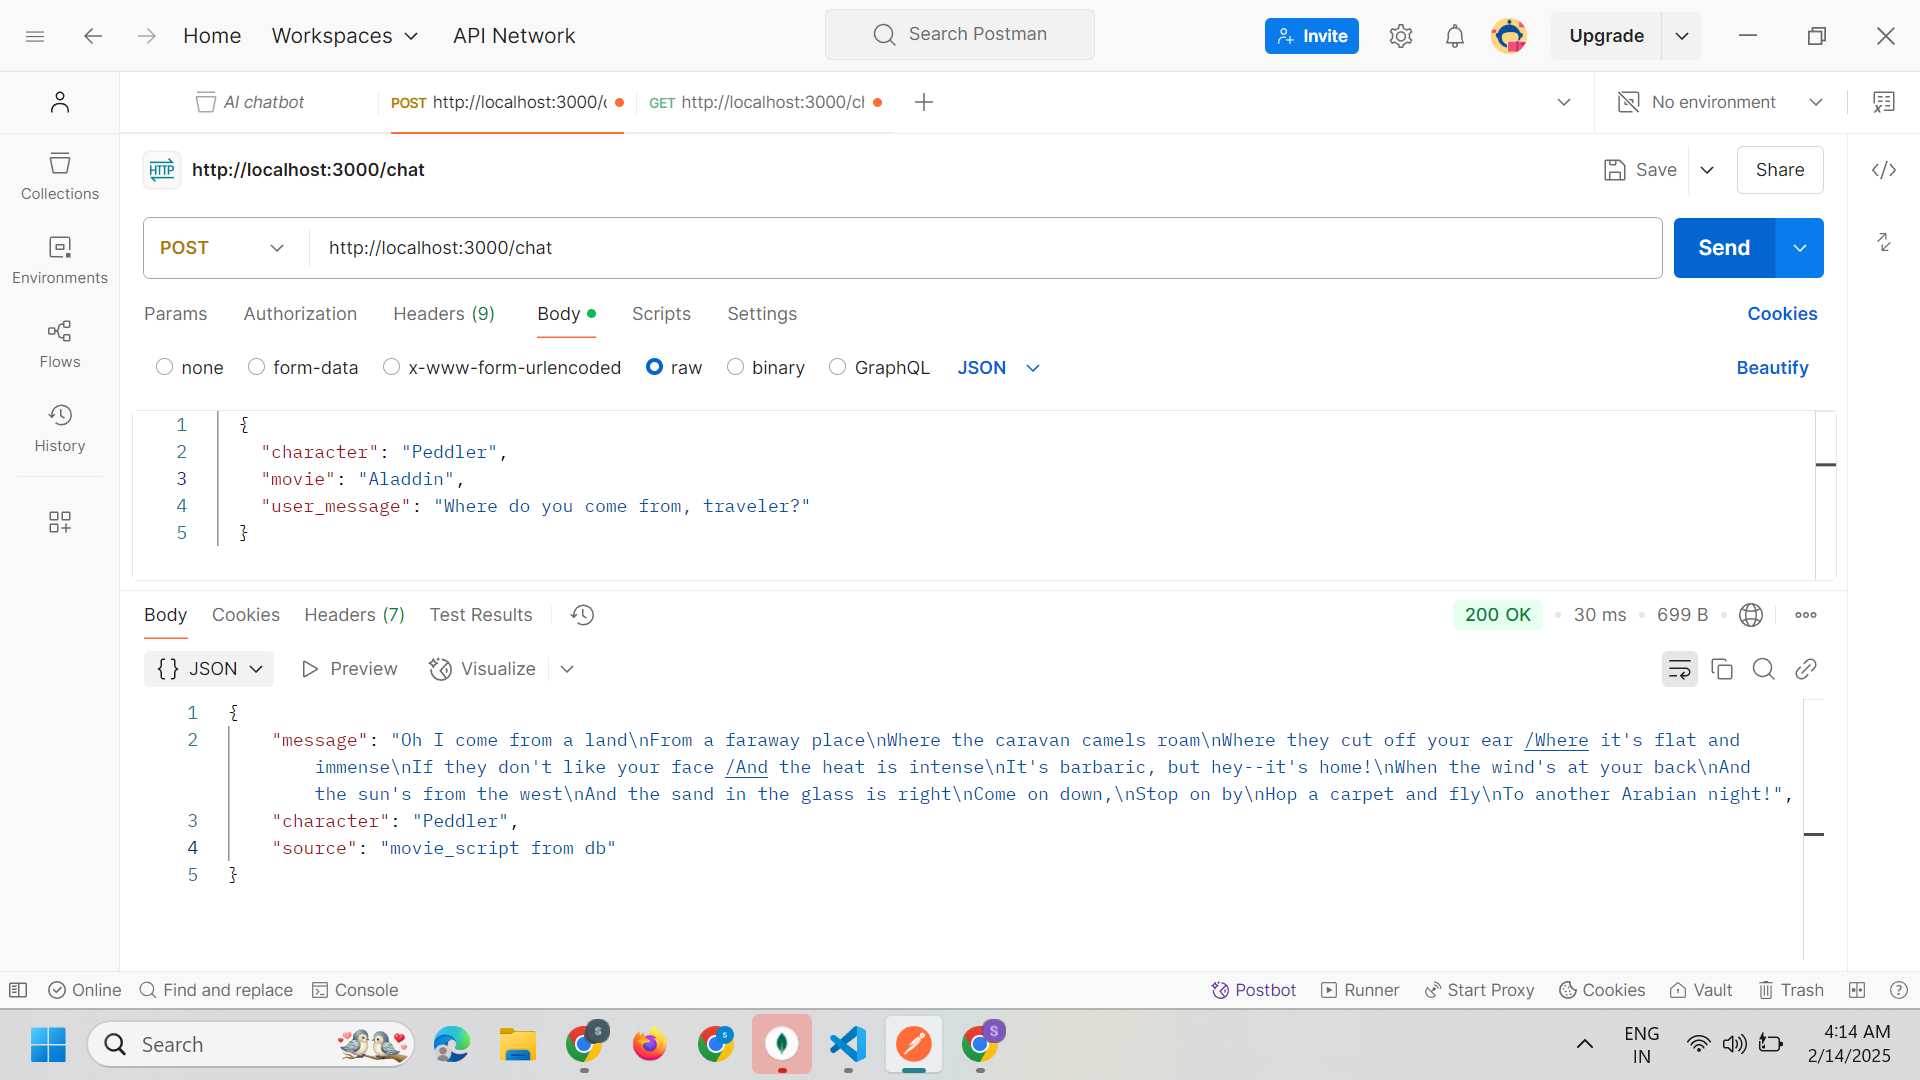 Home
Workspaces
API Network
Search Postman
Invite
Upgrade
AI chatbot
POST http://localhost:3000/c
GET http://localhost:3000/cl
No environment
HTTP http://localhost:3000/chat
Save
Share
Collections
Environments
Flows
History
POST
http://localhost:3000/chat
Send
Params
Authorization
Headers (9)
Body
Scripts
Settings
Cookies
none
form-data
x-www-form-urlencoded
raw
binary
GraphQL
JSON
Beautify
1 {
2 "character": "Peddler",
3 "movie": "Aladdin",
4 "user_message": "Where do you come from, traveler?"
5 }
Body
Cookies
Headers (7)
Test Results
200 OK
30 ms
699 B
{} JSON
Preview
Visualize
1 {
2 "message": "Oh I come from a land\nFrom a faraway place\nWhere the caravan camels roam\nWhere they cut off your ear /Where it's flat and
immense\nIf they don't like your face /And the heat is intense\nIt's barbaric, but hey--it's home!\nWhen the wind's at your back\nAnd
the sun's from the west\nAnd the sand in the glass is right\nCome on down,\nStop on by\nHop a carpet and fly\nTo another Arabian night!",
3 "character": "Peddler",
4 "source": "movie_script from db"
5 }
Online
Find and replace
Console
Postbot
Runner
Start Proxy
Cookies
Vault
Trash
Search
S
S
S
ENG
IN
4:14 AM
2/14/2025